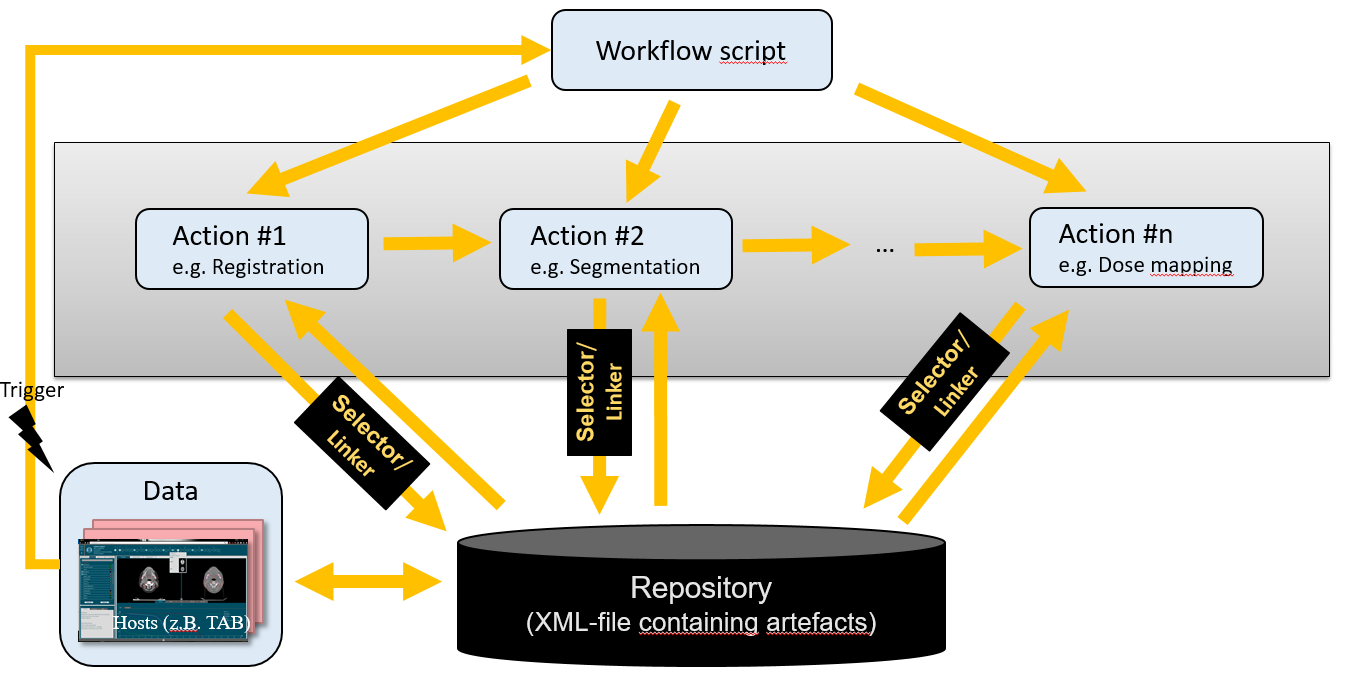 Workflow script
Action #1
e.g. Registration
Action #2
e.g. Segmentation
...
Action #n
e.g. Dose mapping
Selector/
Linker
Selector/
Linker
Selector/
Linker
Trigger
Data
Hosts (z.B. TAB)
Repository
(XML-file containing artefacts)